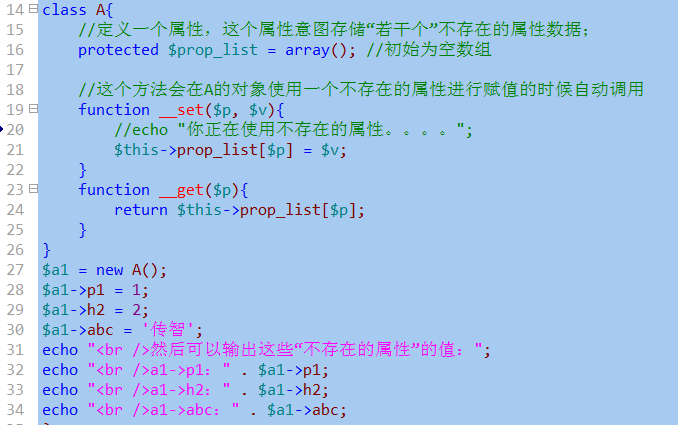 14 class A{
15 //定义一个属性，这个属性意图存储“若干个”不存在的属性数据；
16 protected $prop_list = array(); //初始为空数组
17
18 //这个方法会在A的对象使用一个不存在的属性进行赋值的时候自动调用
19 function __set($p, $v){
20 //echo "你正在使用不存在的属性。。。。";
21 $this->prop_list[$p] = $v;
22 }
23 function __get($p){
24 return $this->prop_list[$p];
25 }
26 }
27 $a1 = new A();
28 $a1->p1 = 1;
29 $a1->h2 = 2;
30 $a1->abc = '传智';
31 echo "<br />然后可以输出这些“不存在的属性”的值：";
32 echo "<br />a1->p1：" . $a1->p1;
33 echo "<br />a1->h2：" . $a1->h2;
34 echo "<br />a1->abc：" . $a1->abc;